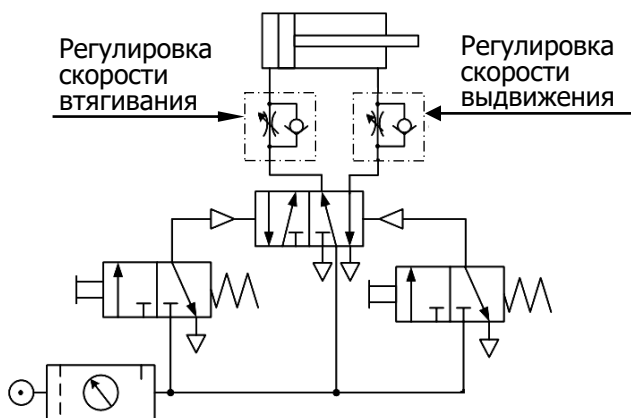 Регулировка
скорости
втягивания
Регулировка
скорости
выдвижения